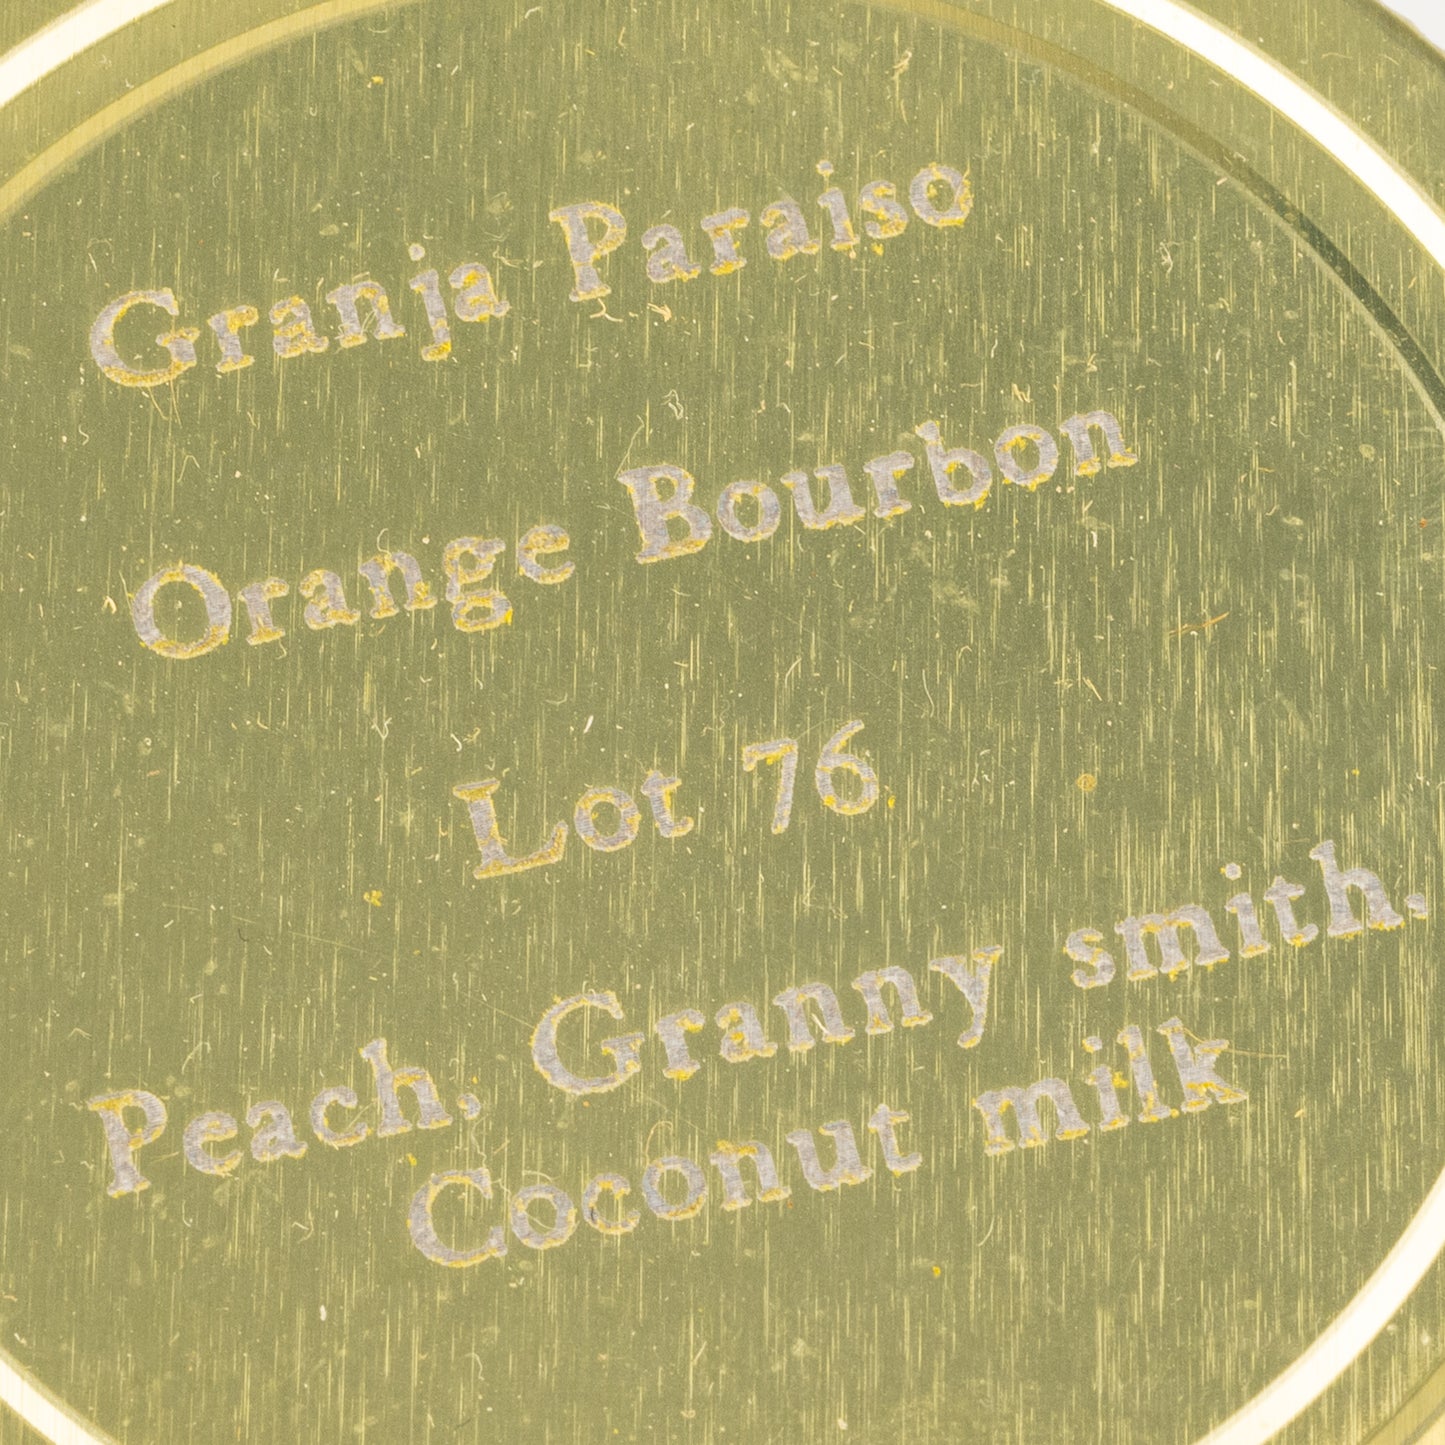 Granja Paraiso
Orange Bourbon
Lot 76
Peach, Granny smith,
Coconut milk